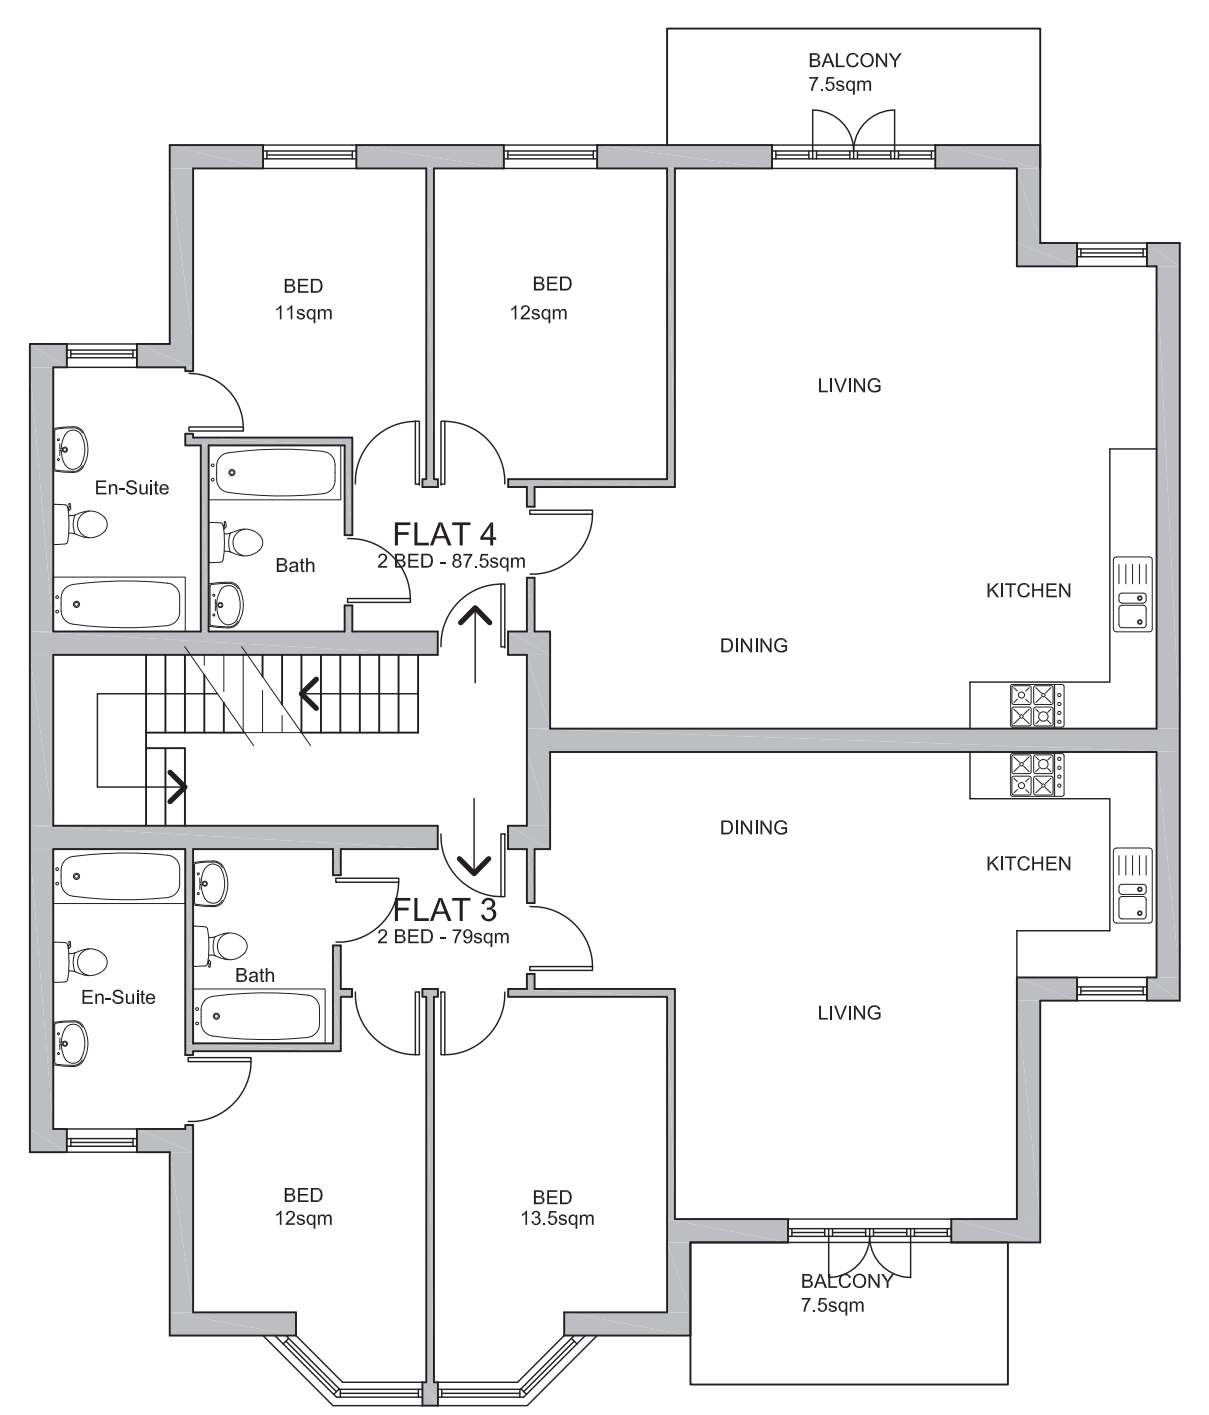 BALCONY
7.5sqm
BED
11sqm
BED
12sqm
LIVING
En-Suite
Bath
FLAT 4
2 BED - 87.5sqm
KITCHEN
DINING
DINING
KITCHEN
FLAT 3
2 BED - 79sqm
Bath
En-Suite
LIVING
BED
12sqm
BED
13.5sqm
BALCONY
7.5sqm